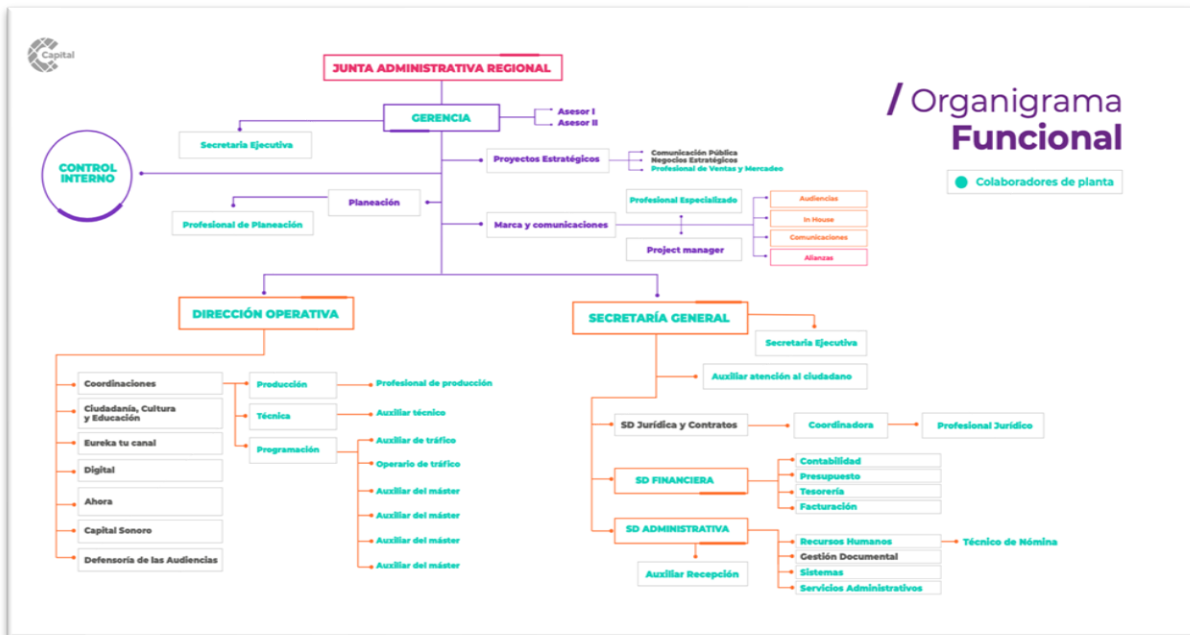 Capital
/ Organigrama
Funcional
Colaboradores de planta
JUNTA ADMINISTRATIVA REGIONAL
GERENCIA
Asesor I
Asesor II
Secretaria Ejecutiva
CONTROL
INTERNO
Proyectos Estratégicos
Comunicación Pública
Negocios Estratégicos
Profesional de Ventas y Mercadeo
Planeación
Profesional de Planeación
Marca y comunicaciones
Profesional Especializado
Project manager
Audiencias
In House
Comunicaciones
Alianzas
DIRECCIÓN OPERATIVA
Coordinaciones
Ciudadanía, Cultura
y Educación
Eureka tu canal
Digital
Ahora
Capital Sonoro
Defensoría de las Audiencias
Producción
Profesional de producción
Técnica
Auxiliar técnico
Programación
Auxiliar de tráfico
Operario de tráfico
Auxiliar del máster
Auxiliar del máster
Auxiliar del máster
Auxiliar del máster
SECRETARÍA GENERAL
Secretaria Ejecutiva
Auxiliar atención al ciudadano
SD Jurídica y Contratos
Coordinadora
Profesional Jurídico
SD FINANCIERA
Contabilidad
Presupuesto
Tesorería
Facturación
SD ADMINISTRATIVA
Auxiliar Recepción
Recursos Humanos
Técnico de Nómina
Gestión Documental
Sistemas
Servicios Administrativos